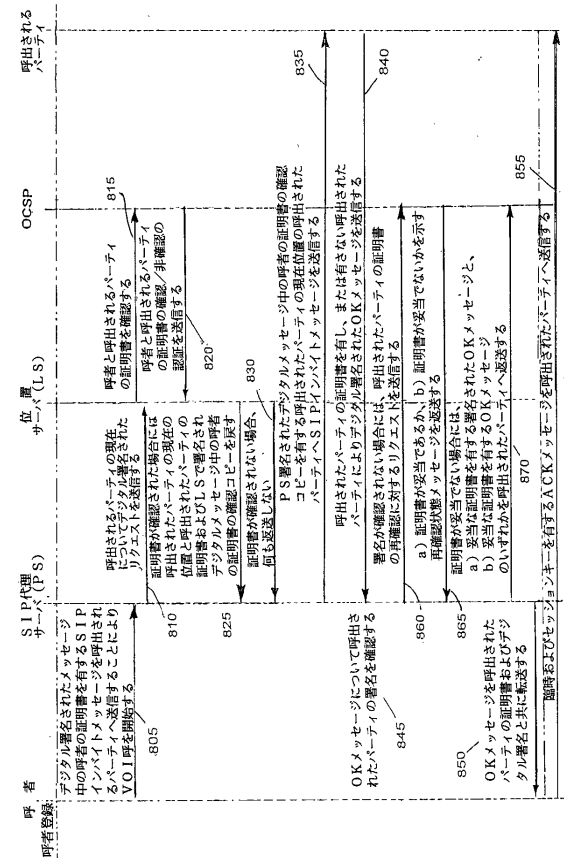 呼者登録
呼 者
SIP代理
サーバ（PS）
位 置
サーバ（LS）
OCSP
呼出される
パーティ
デジタル署名されたメッセージ
中の呼者の証明書を有するSIP
インバイトメッセージを呼出され
るパーティへ送信することにより
VOI呼を開始する
805
呼出されるパーティの現在
についてデジタル署名された
リクエストを送信する
810
呼者と呼出されるパーティ
の証明書を確認する
815
呼者と呼出されるパーティ
の証明書の確認／非確認の
認証を送信する
820
証明書が確認された場合には
呼出されたパーティの現在の
位置と呼出されたパーティの
証明書およびLSで署名され
デジタルメッセージ中の呼者
の証明書の確認コピーを戻す
825
証明書が確認されない場合、
何も返送しない
830
PS署名されたデジタルメッセージ中の呼者の証明書の確認
コピーを有する呼出されたパーティの現在位置の呼出された
パーティへSIPインバイトメッセージを送信する
835
呼出されたパーティの証明書を有し、または有さない呼出された
パーティによりデジタル署名されたOKメッセージを送信する
840
OKメッセージについて呼出さ
れたパーティの署名を確認する
845
署名が確認されない場合には、呼出されたパーティの証明書
の再確認に対するリクエストを送信する
860
a）証明書が妥当であるか、b）証明書が妥当でないかを示す
再確認状態メッセージを返送する
865
証明書が妥当でない場合には、
a）妥当な証明書を有する署名されたOKメッセージと、
b）妥当な証明書を有するOKメッセージ
のいずれかを呼出されたパーティへ返送する
870
850
OKメッセージを呼出された
パーティの証明書およびデジ
タル署名と共に転送する
臨時およびセッションキーを有するACKメッセージを呼出されたパーティへ送信する
855